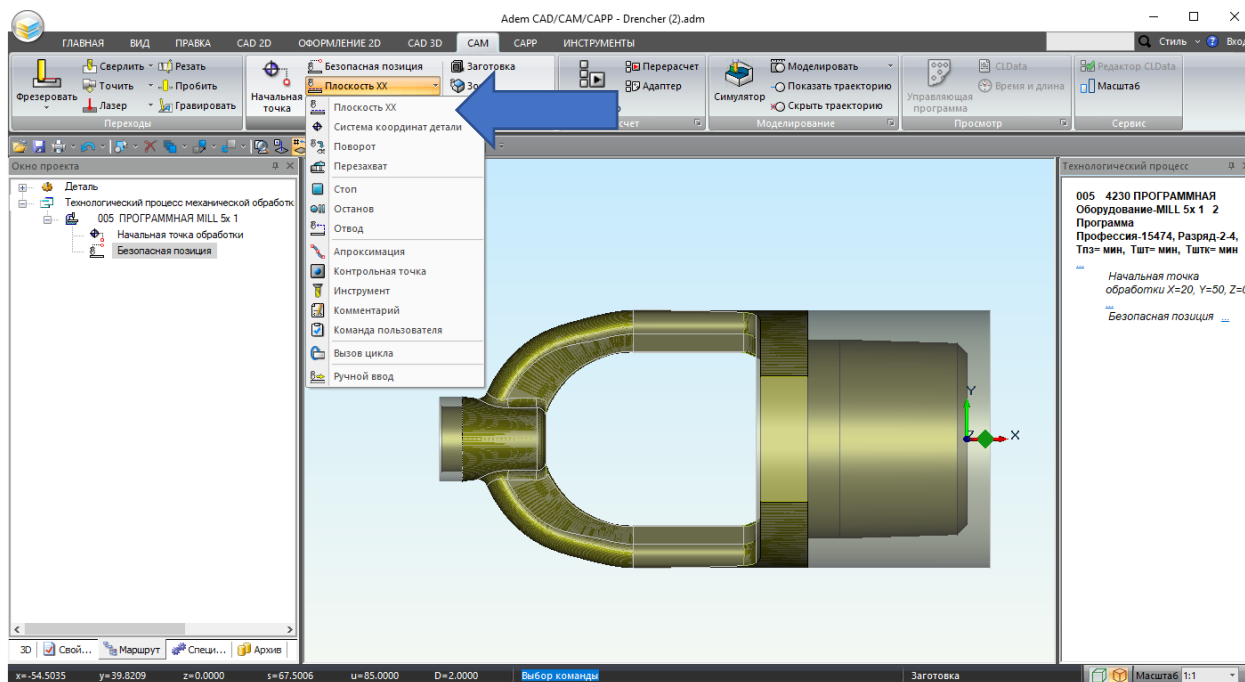 Adem CAD/CAM/CAPP - Drencher (2).adm
ГЛАВНАЯ ВИД ПРАВКА CAD 2D ОФОРМЛЕНИЕ 2D CAD 3D CAM CAPP ИНСТРУМЕНТЫ Стиль Вход
Фрезеровать
Сверлить Резать
Точить Пробить
Лазер Гравировать
Переходы
Начальная
точка
Безопасная позиция
Плоскость XX
Заготовка
Перерасчет
Адаптер
Симулятор
Моделировать
Показать траекторию
Скрыть траекторию
Моделирование
Управляющая
программа
CLData
Время и длина
Просмотр
Редактор CLData
Масштаб
Сервис
Плоскость XX
Система координат детали
Поворот
Перезахват
Стоп
Останов
Отвод
Апроксимация
Контрольная точка
Инструмент
Комментарий
Команда пользователя
Вызов цикла
Ручной ввод
Окно проекта
Деталь
Технологический процесс механической обработк
005 ПРОГРАММНАЯ MILL 5x 1
Начальная точка обработки
Безопасная позиция
3D Свой... Маршрут Специ... Архив
Y
Z X
Технологический процесс
005 4230 ПРОГРАММНАЯ
Оборудование-MILL 5x 1 2
Программа
Профессия-15474, Разряд-2-4,
Тпз= мин, Тшт= мин, Тштк= мин
...
Начальная точка
обработки X=20, Y=50, Z=0
...
Безопасная позиция ...
x=-54.5035 y=39.8209 z=0.0000 s=67.5006 u=85.0000 D=2.0000 Выбор команды Заготовка Масштаб 1:1